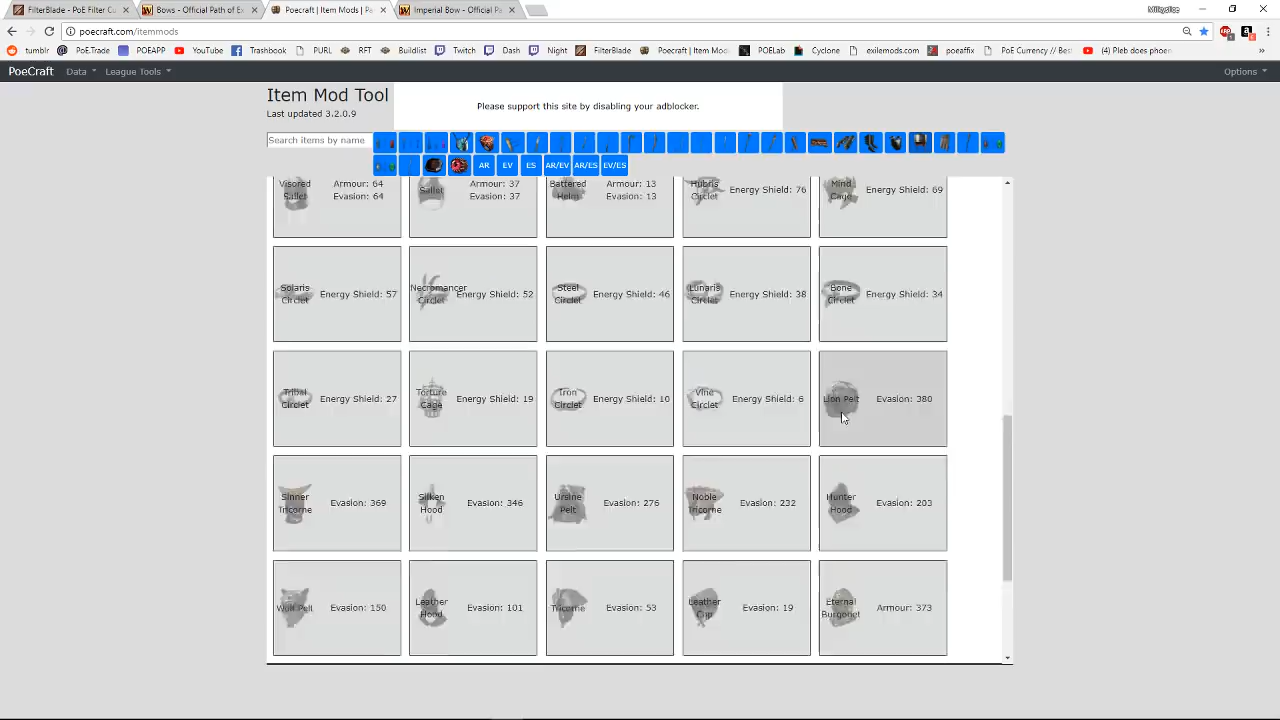 FilterBlade - PoE Filter Cu
Bows - Official Path of Ex
Poecraft | Item Mods | Pa
Imperial Bow - Official Pa
Milkydice
poecraft.com/itemmods
tumblr PoE.Trade POEAPP YouTube Trashbook PURL RFT Buildlist Twitch Dash Night FilterBlade Poecraft | Item Mod POELab Cyclone exilemods.com poeaffix PoE Currency // Best (4) Pleb does phoen
PoeCraft Data League Tools Options
Item Mod Tool
Last updated 3.2.0.9
Please support this site by disabling your adblocker.
Search items by name
AR EV ES AR/EV AR/ES EV/ES
Visored Sallet Armour: 64 Evasion: 64
Sallet Armour: 37 Evasion: 37
Battered Helm Armour: 13 Evasion: 13
Hubris Circlet Energy Shield: 76
Mind Cage Energy Shield: 69
Solaris Circlet Energy Shield: 57
Necromancer Circlet Energy Shield: 52
Steel Circlet Energy Shield: 46
Lunaris Circlet Energy Shield: 38
Bone Circlet Energy Shield: 34
Tribal Circlet Energy Shield: 27
Torture Cage Energy Shield: 19
Iron Circlet Energy Shield: 10
Vine Circlet Energy Shield: 6
Lion Pelt Evasion: 380
Sinner Tricorne Evasion: 369
Silken Hood Evasion: 346
Ursine Pelt Evasion: 276
Noble Tricorne Evasion: 232
Hunter Hood Evasion: 203
Wolf Pelt Evasion: 150
Leather Hood Evasion: 101
Tricorne Evasion: 53
Leather Cap Evasion: 19
Eternal Burgonet Armour: 373